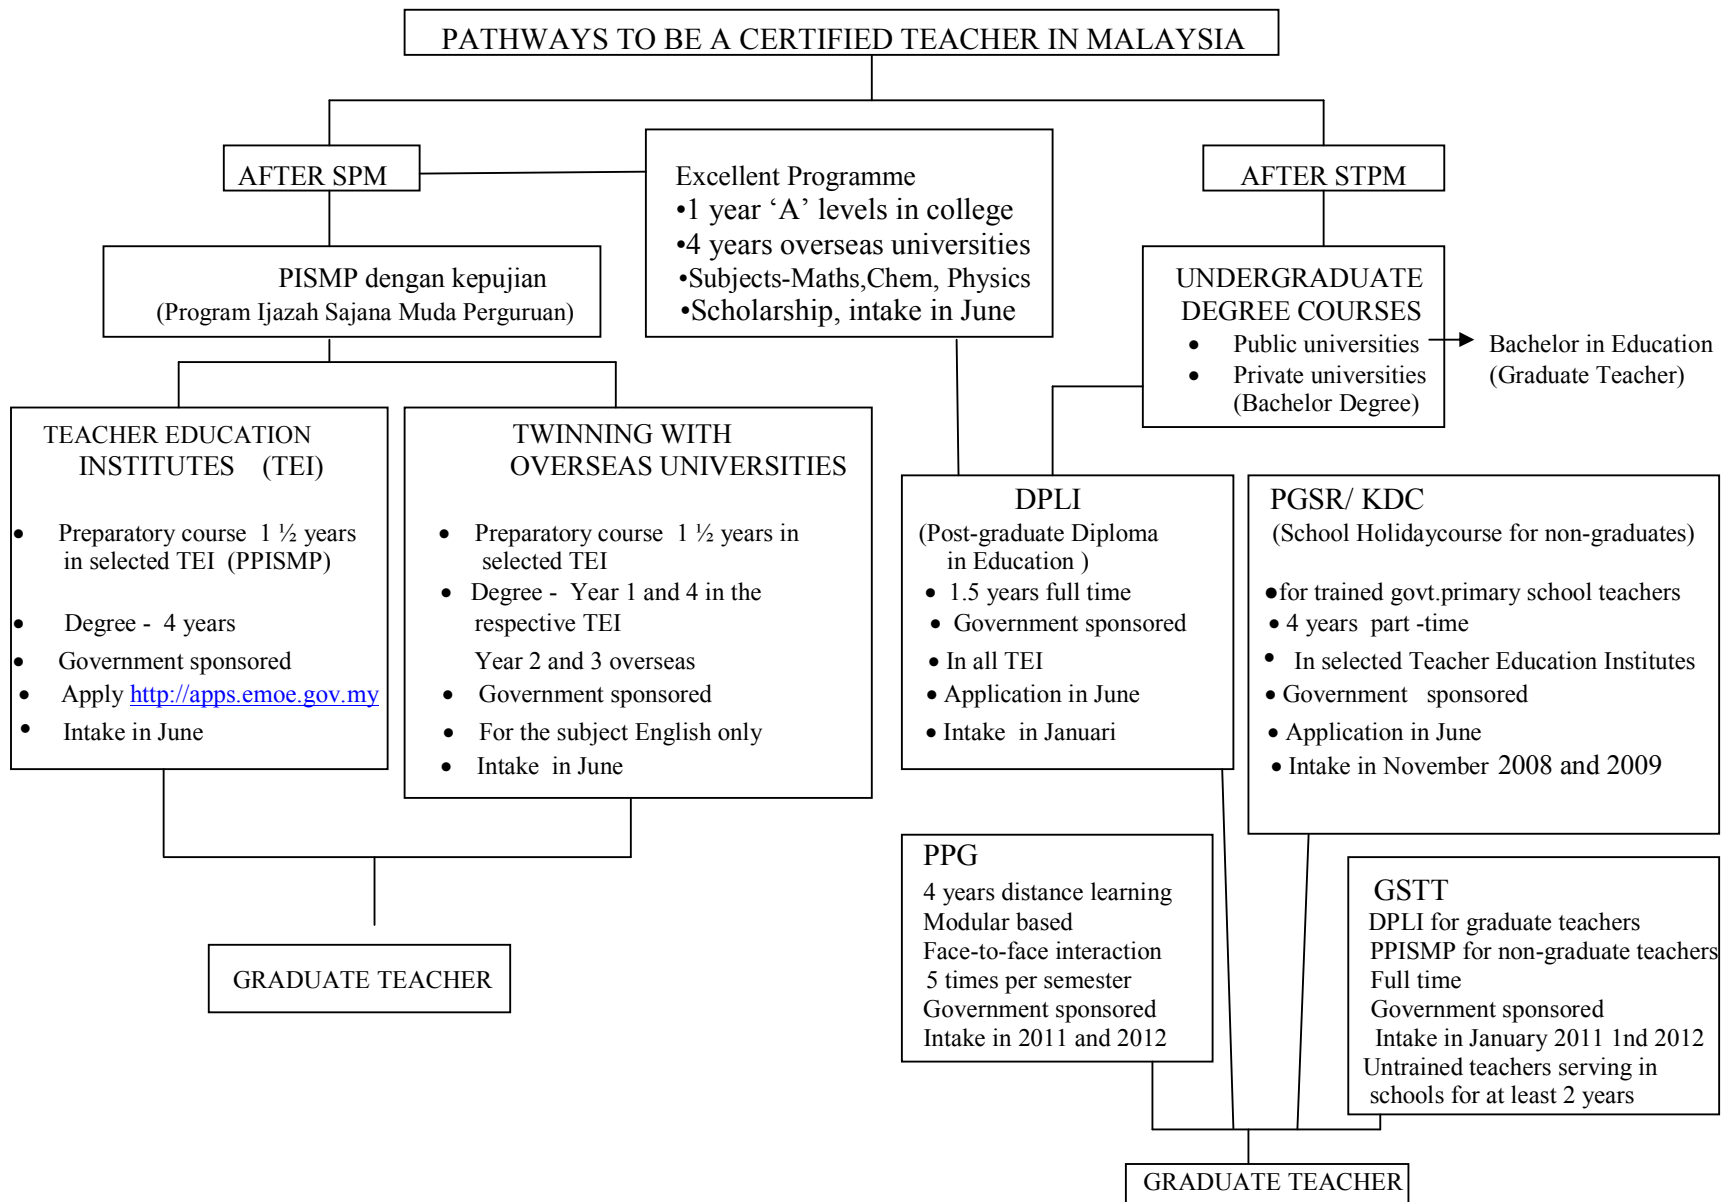 PATHWAYS TO BE A CERTIFIED TEACHER IN MALAYSIA
AFTER SPM
Excellent Programme
•1 year ‘A’ levels in college
•4 years overseas universities
•Subjects-Maths,Chem, Physics
•Scholarship, intake in June
AFTER STPM
PISMP dengan kepujian
(Program Ijazah Sajana Muda Perguruan)
UNDERGRADUATE
DEGREE COURSES
• Public universities
• Private universities
(Bachelor Degree)
Bachelor in Education
(Graduate Teacher)
TEACHER EDUCATION
INSTITUTES (TEI)
• Preparatory course 1 ½ years
in selected TEI (PPISMP)
• Degree - 4 years
• Government sponsored
• Apply http://apps.emoe.gov.my
• Intake in June
TWINNING WITH
OVERSEAS UNIVERSITIES
• Preparatory course 1 ½ years in
selected TEI
• Degree - Year 1 and 4 in the
respective TEI
Year 2 and 3 overseas
• Government sponsored
• For the subject English only
• Intake in June
DPLI
(Post-graduate Diploma
in Education )
• 1.5 years full time
• Government sponsored
• In all TEI
• Application in June
• Intake in Januari
PGSR/ KDC
(School Holidaycourse for non-graduates)
•for trained govt.primary school teachers
• 4 years part -time
• In selected Teacher Education Institutes
• Government sponsored
• Application in June
• Intake in November 2008 and 2009
GRADUATE TEACHER
PPG
4 years distance learning
Modular based
Face-to-face interaction
5 times per semester
Government sponsored
Intake in 2011 and 2012
GSTT
DPLI for graduate teachers
PPISMP for non-graduate teachers
Full time
Government sponsored
Intake in January 2011 1nd 2012
Untrained teachers serving in
schools for at least 2 years
GRADUATE TEACHER